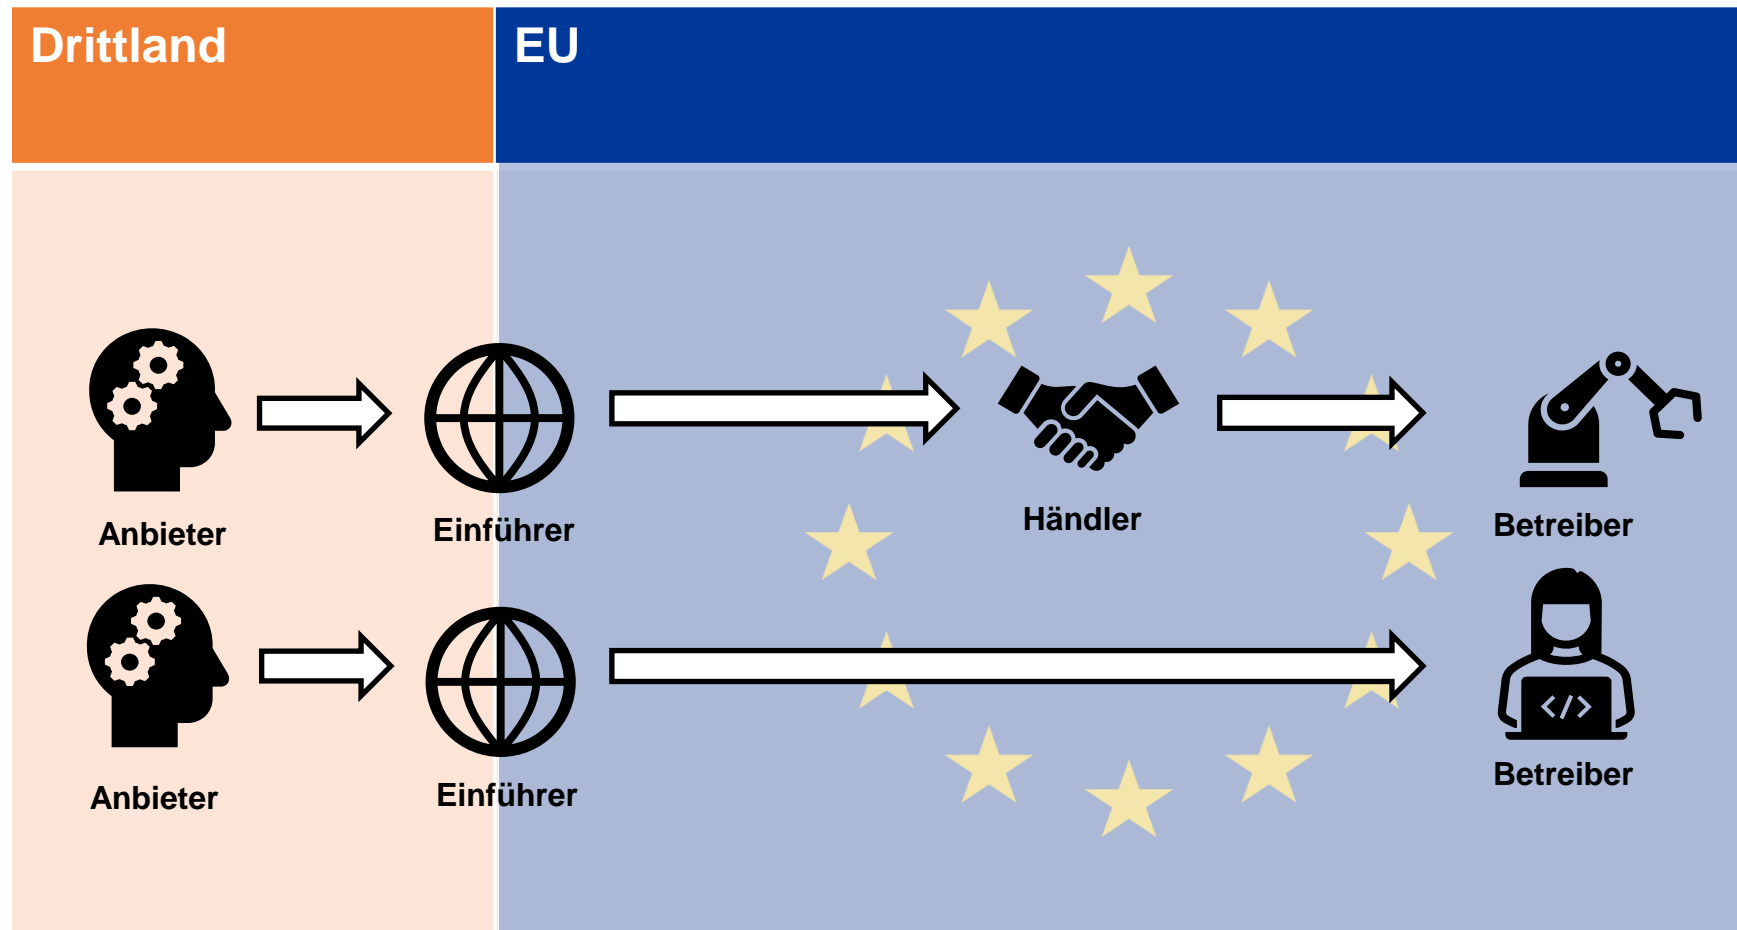 Drittland
EU
Anbieter
Einführer
Händler
Betreiber
</>
Anbieter
Einführer
Betreiber